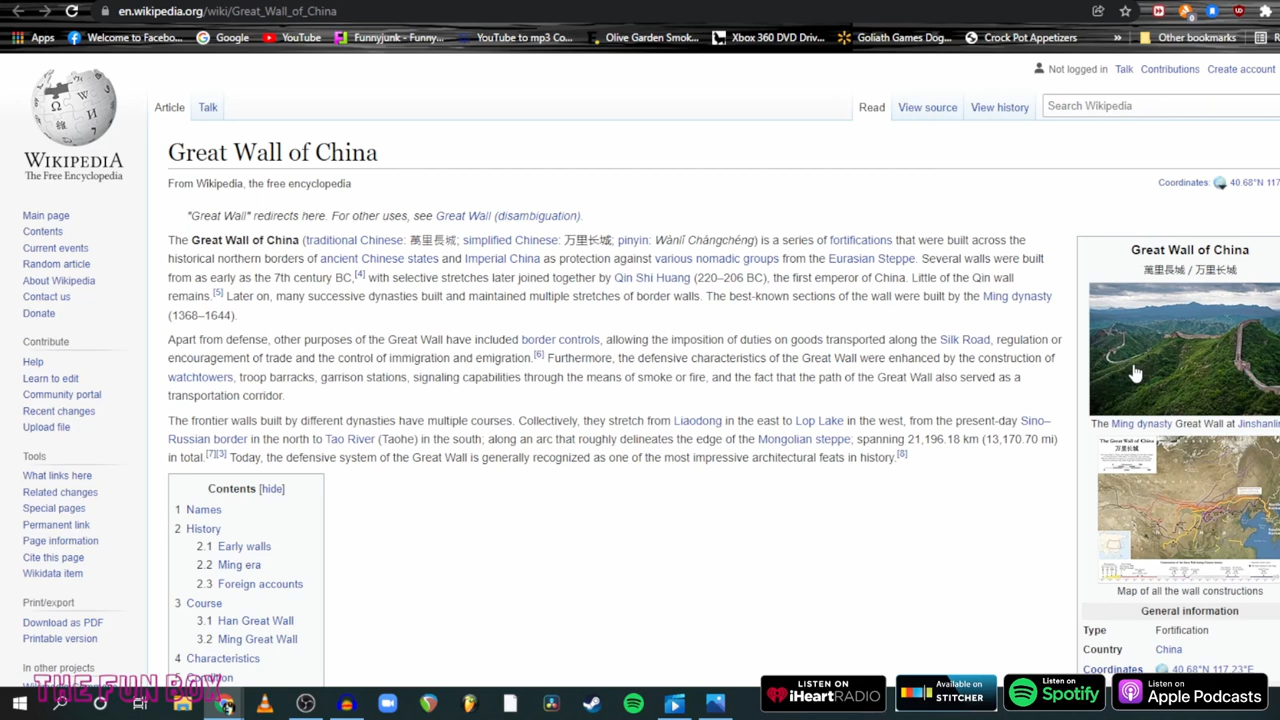 en.wikipedia.org/wiki/Great_Wall_of_China
Apps Welcome to Facebo... Google YouTube Funnyjunk - Funny... YouTube to mp3 Co... Olive Garden Smok... Xbox 360 DVD Driv... Goliath Games Dog... Crock Pot Appetizers » Other bookmarks
Not logged in Talk Contributions Create account
Article Talk Read View source View history Search Wikipedia
WIKIPEDIA
The Free Encyclopedia
Great Wall of China
From Wikipedia, the free encyclopedia
Coordinates: 40.68°N 117
"Great Wall" redirects here. For other uses, see Great Wall (disambiguation).
The Great Wall of China (traditional Chinese: 萬里長城; simplified Chinese: 万里长城; pinyin: Wànlǐ Chángchéng) is a series of fortifications that were built across the
historical northern borders of ancient Chinese states and Imperial China as protection against various nomadic groups from the Eurasian Steppe. Several walls were built
from as early as the 7th century BC,[4] with selective stretches later joined together by Qin Shi Huang (220–206 BC), the first emperor of China. Little of the Qin wall
remains.[5] Later on, many successive dynasties built and maintained multiple stretches of border walls. The best-known sections of the wall were built by the Ming dynasty
(1368–1644).
Apart from defense, other purposes of the Great Wall have included border controls, allowing the imposition of duties on goods transported along the Silk Road, regulation or
encouragement of trade and the control of immigration and emigration.[6] Furthermore, the defensive characteristics of the Great Wall were enhanced by the construction of
watchtowers, troop barracks, garrison stations, signaling capabilities through the means of smoke or fire, and the fact that the path of the Great Wall also served as a
transportation corridor.
The frontier walls built by different dynasties have multiple courses. Collectively, they stretch from Liaodong in the east to Lop Lake in the west, from the present-day Sino–
Russian border in the north to Tao River (Taohe) in the south; along an arc that roughly delineates the edge of the Mongolian steppe; spanning 21,196.18 km (13,170.70 mi)
in total.[7][3] Today, the defensive system of the Great Wall is generally recognized as one of the most impressive architectural feats in history.[8]
Contents [hide]
1 Names
2 History
2.1 Early walls
2.2 Ming era
2.3 Foreign accounts
3 Course
3.1 Han Great Wall
3.2 Ming Great Wall
4 Characteristics
Condition
Main page
Contents
Current events
Random article
About Wikipedia
Contact us
Donate
Contribute
Help
Learn to edit
Community portal
Recent changes
Upload file
Tools
What links here
Related changes
Special pages
Permanent link
Page information
Cite this page
Wikidata item
Print/export
Download as PDF
Printable version
In other projects
Great Wall of China
萬里長城 / 万里长城
The Ming dynasty Great Wall at Jinshanli
The Great Wall of China
萬里長城
Map of all the wall constructions
General information
Type Fortification
Country China
Coordinates 40.68°N 117.23°E
THE FUN BOX
LISTEN ON
iHeartRADIO
Available on
STITCHER
Listen on
Spotify
Listen on
Apple Podcasts